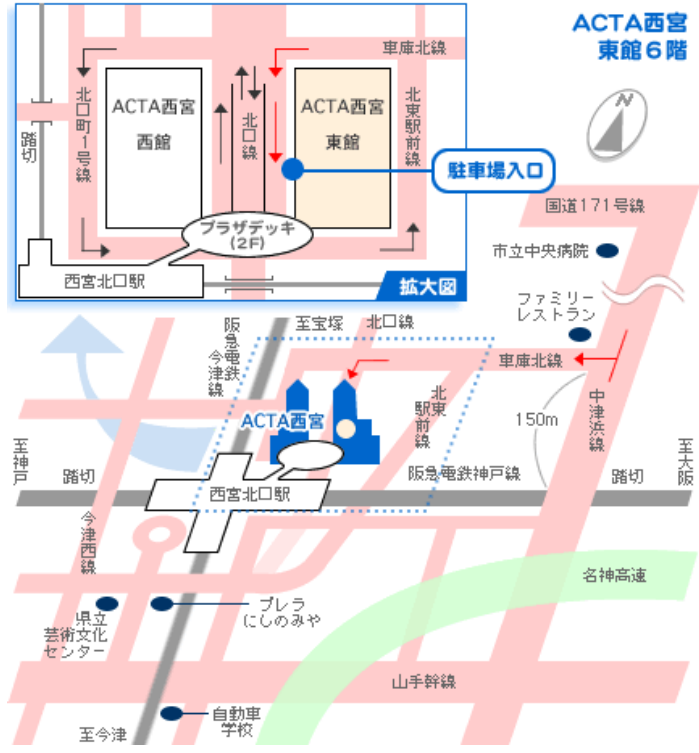 ACTA西宮
東館6階
N
車庫北線
ACTA西宮
西館
ACTA西宮
東館
北口町1号線
北口線
北東駅前線
踏切
駐車場入口
プラザデッキ
(2F)
西宮北口駅
拡大図
国道171号線
市立中央病院
ファミリー
レストラン
阪急電鉄
今津線
至宝塚
北口線
車庫北線
中津浜線
150m
北東
駅前線
ACTA西宮
至神戸
踏切
西宮北口駅
阪急電鉄神戸線
踏切
至大阪
今津西線
名神高速
県立
芸術文化
センター
プレラ
にしのみや
山手幹線
自動車
学校
至今津